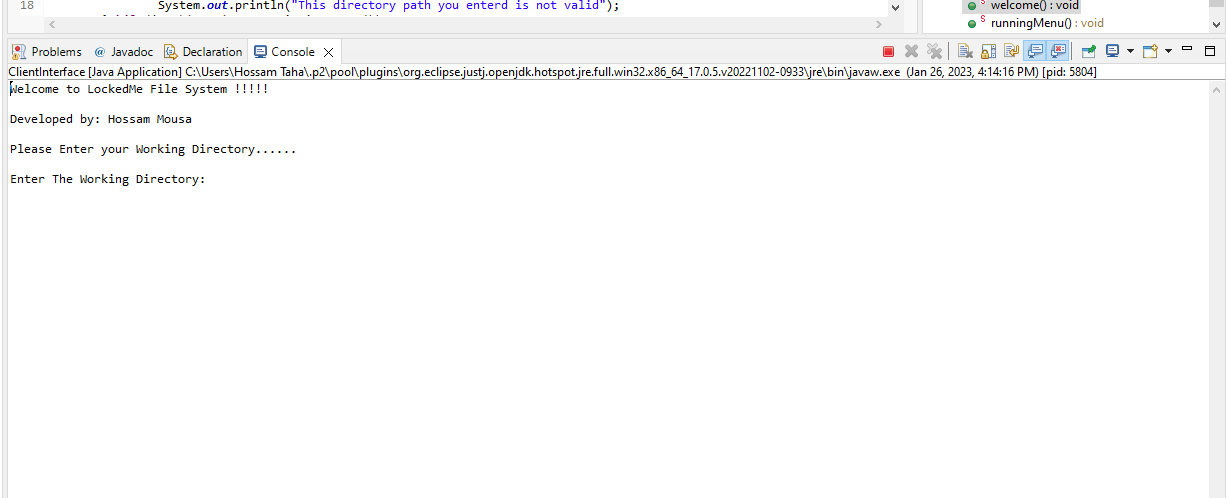 18 System.out.println("This directory path you enterd is not valid");
welcome() : void
runningMenu() : void
Problems @ Javadoc Declaration Console
ClientInterface [Java Application] C:\Users\Hossam Taha\.p2\pool\plugins\org.eclipse.justj.openjdk.hotspot.jre.full.win32.x86_64_17.0.5.v20221102-0933\jre\bin\javaw.exe (Jan 26, 2023, 4:14:16 PM) [pid: 5804]
Welcome to LockedMe File System !!!!!
Developed by: Hossam Mousa
Please Enter your Working Directory......
Enter The Working Directory: